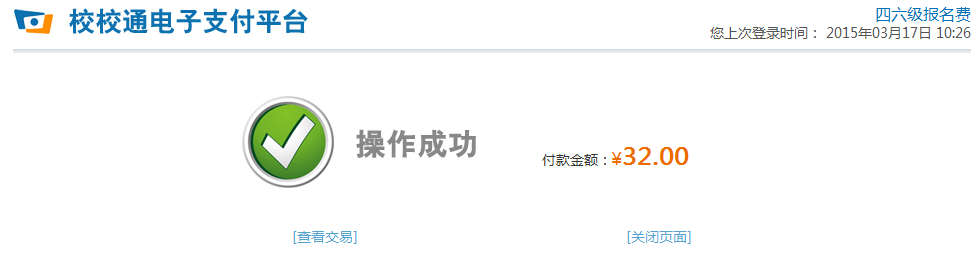 校校通电子支付平台
四六级报名费
您上次登录时间： 2015年03月17日 10:26
操作成功
付款金额：¥32.00
[查看交易]
[关闭页面]